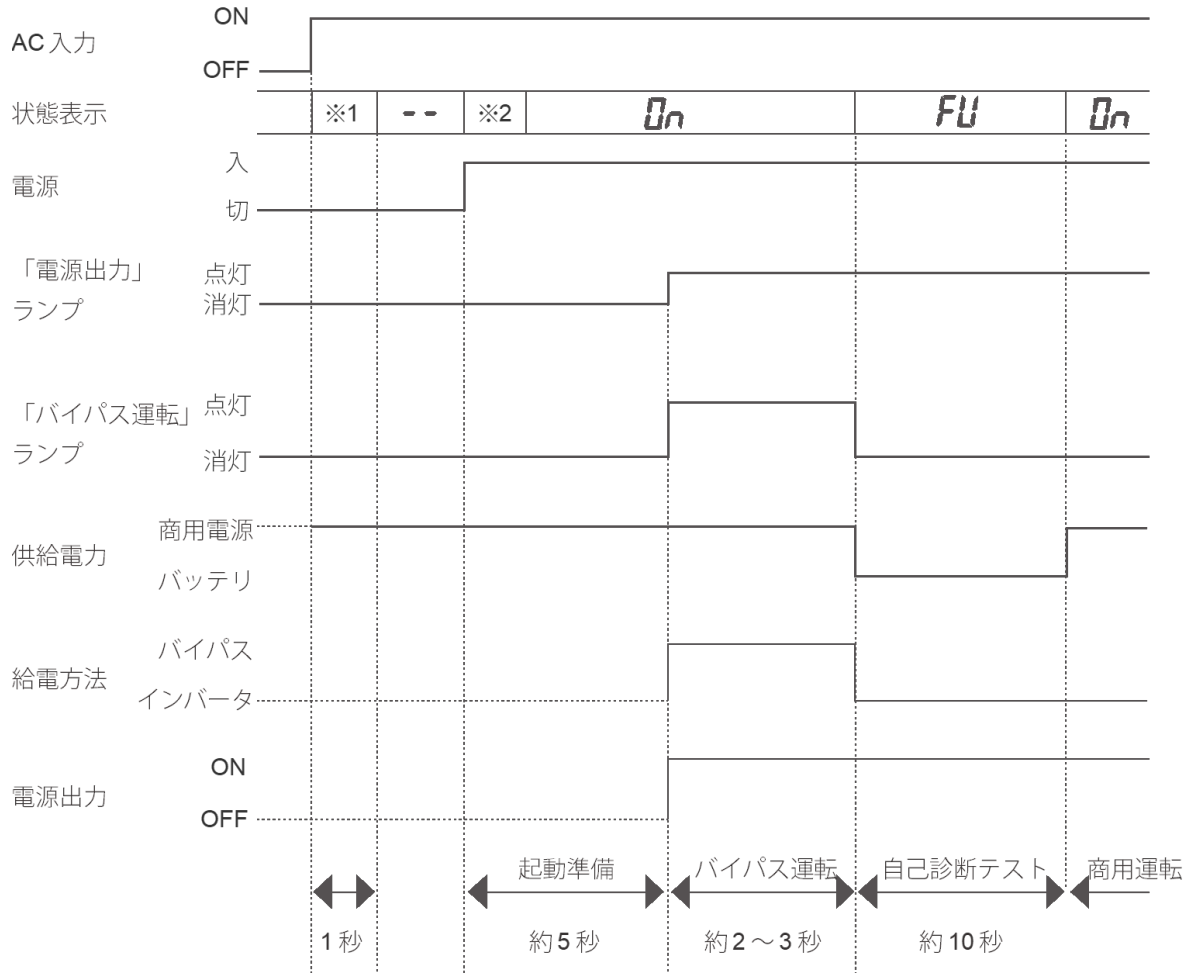 ON
AC入力
OFF
状態表示 ※1 -- ※2 On FU On
入
電源
切
「電源出力」 点灯
ランプ 消灯
「バイパス運転」 点灯
ランプ 消灯
商用電源
供給電力
バッテリ
バイパス
給電方法
インバータ
ON
電源出力
OFF
起動準備 バイパス運転 自己診断テスト 商用運転
1秒 約5秒 約2～3秒 約10秒